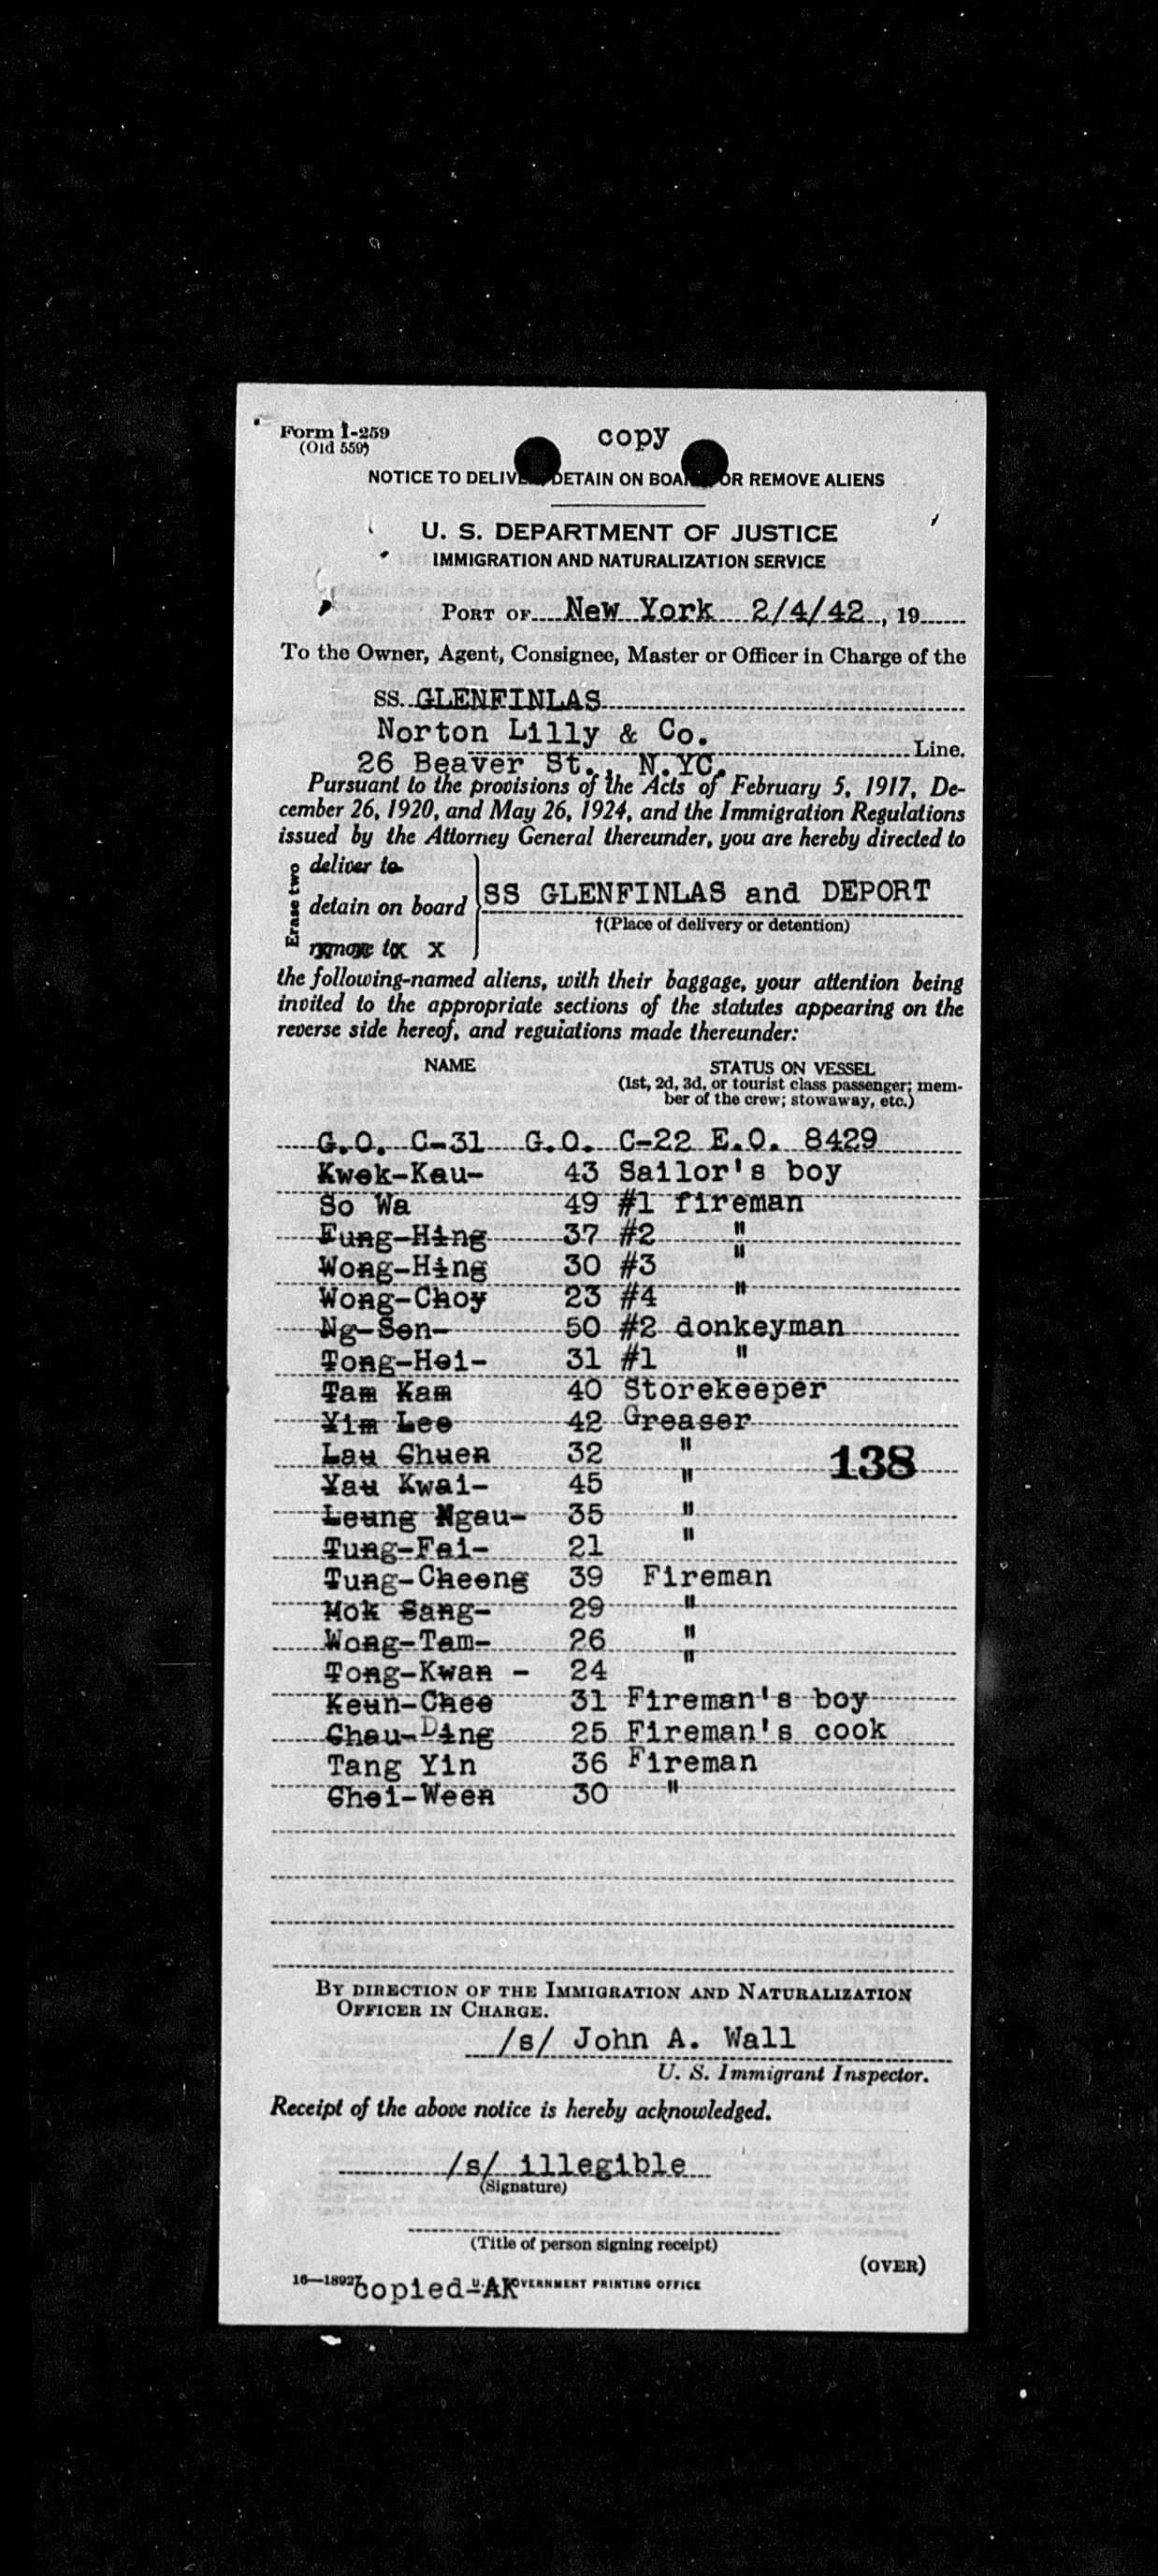 Form I-259
(Old 559)
copy
NOTICE TO DELIVER, DETAIN ON BOARD, OR REMOVE ALIENS
U. S. DEPARTMENT OF JUSTICE
IMMIGRATION AND NATURALIZATION SERVICE
PORT OF New York 2/4/42, 19
To the Owner, Agent, Consignee, Master or Officer in Charge of the
SS. GLENFINLAS
Norton Lilly & Co. Line.
26 Beaver St., N.YC.
Pursuant to the provisions of the Acts of February 5, 1917, De-
cember 26, 1920, and May 26, 1924, and the Immigration Regulations
issued by the Attorney General thereunder, you are hereby directed to
Erase two
deliver to
detain on board SS GLENFINLAS and DEPORT
†(Place of delivery or detention)
remove to x
the following-named aliens, with their baggage, your attention being
invited to the appropriate sections of the statutes appearing on the
reverse side hereof, and regulations made thereunder:
NAME STATUS ON VESSEL
(1st, 2d, 3d, or tourist class passenger; mem-
ber of the crew; stowaway, etc.)
G.O. C-31 G.O. C-22 E.O. 8429
Kwok-Kau- 43 Sailor's boy
So Wa 49 #1 fireman
Fung-Hing 37 #2 "
Wong-Hing 30 #3 "
Wong-Choy 23 #4 "
Ng-Sen- 50 #2 donkeyman
Tong-Hoi- 31 #1 "
Tam Kam 40 Storekeeper
Yim Lee 42 Greaser
Lau Chuen 32 "
138
Yau Kwai- 45 "
Leung Ngau- 35 "
Tung-Fai- 21 "
Tung-Cheeng 39 Fireman
Mok Sang- 29 "
Wong-Tam- 26 "
Tong-Kwan - 24 "
Keun-Chee 31 Fireman's boy
Chau-Ding 25 Fireman's cook
Tang Yin 36 Fireman
Choi-Ween 30 "
BY DIRECTION OF THE IMMIGRATION AND NATURALIZATION
OFFICER IN CHARGE.
/s/ John A. Wall
U. S. Immigrant Inspector.
Receipt of the above notice is hereby acknowledged.
/s/ illegible
(Signature)
(Title of person signing receipt)
(OVER)
16—18927 copied-AK U. GOVERNMENT PRINTING OFFICE